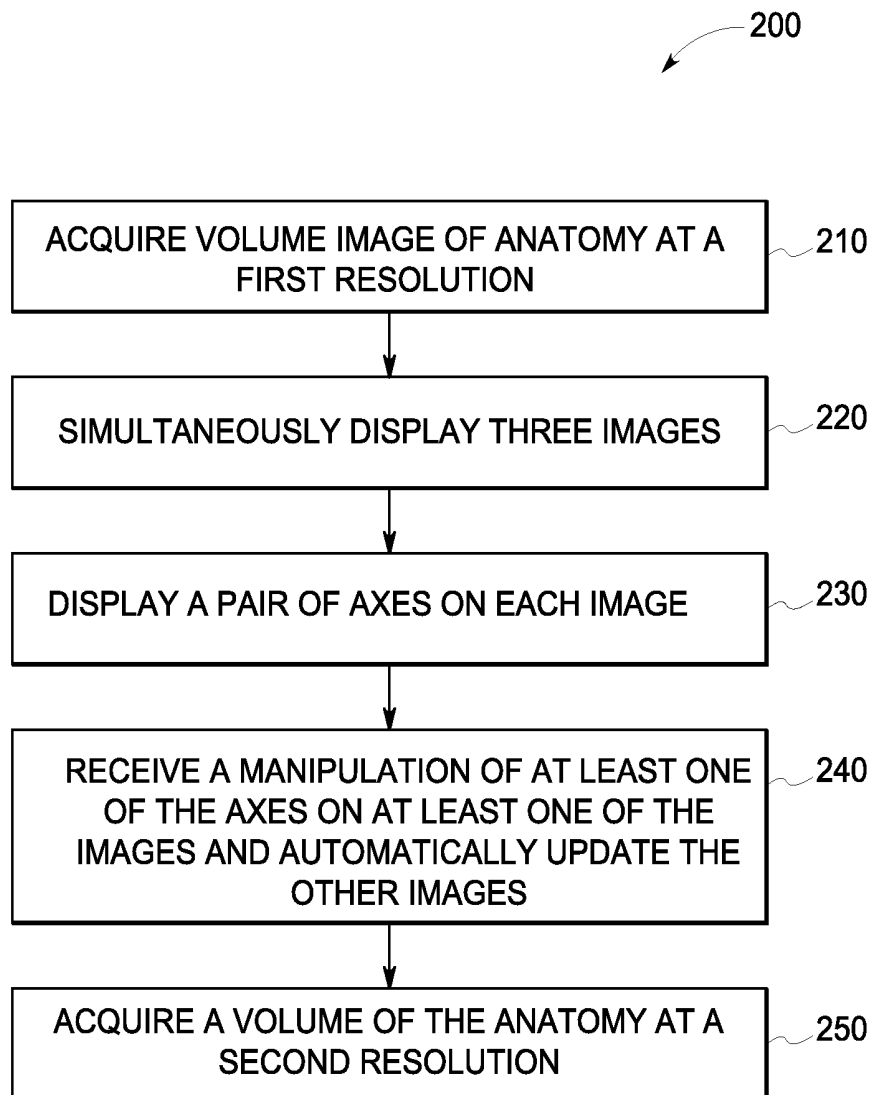 200
ACQUIRE VOLUME IMAGE OF ANATOMY AT A
FIRST RESOLUTION
210
SIMULTANEOUSLY DISPLAY THREE IMAGES
220
DISPLAY A PAIR OF AXES ON EACH IMAGE
230
RECEIVE A MANIPULATION OF AT LEAST ONE
OF THE AXES ON AT LEAST ONE OF THE
IMAGES AND AUTOMATICALLY UPDATE THE
OTHER IMAGES
240
ACQUIRE A VOLUME OF THE ANATOMY AT A
SECOND RESOLUTION
250